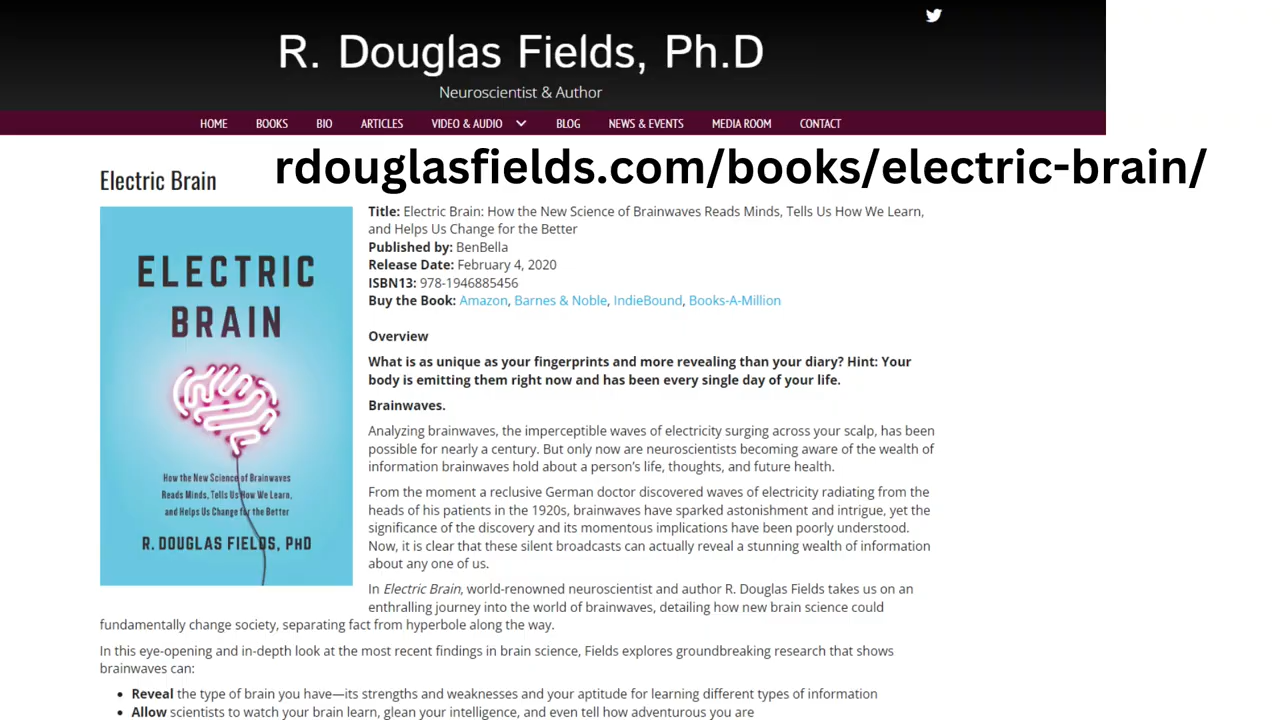 R. Douglas Fields, Ph.D
Neuroscientist & Author
HOME BOOKS BIO ARTICLES VIDEO & AUDIO BLOG NEWS & EVENTS MEDIA ROOM CONTACT
rdouglasfields.com/books/electric-brain/
Electric Brain
ELECTRIC
BRAIN
How the New Science of Brainwaves
Reads Minds, Tells Us How We Learn,
and Helps Us Change for the Better
R. DOUGLAS FIELDS, PhD
Title: Electric Brain: How the New Science of Brainwaves Reads Minds, Tells Us How We Learn,
and Helps Us Change for the Better
Published by: BenBella
Release Date: February 4, 2020
ISBN13: 978-1946885456
Buy the Book: Amazon, Barnes & Noble, IndieBound, Books-A-Million
Overview
What is as unique as your fingerprints and more revealing than your diary? Hint: Your
body is emitting them right now and has been every single day of your life.
Brainwaves.
Analyzing brainwaves, the imperceptible waves of electricity surging across your scalp, has been
possible for nearly a century. But only now are neuroscientists becoming aware of the wealth of
information brainwaves hold about a person's life, thoughts, and future health.
From the moment a reclusive German doctor discovered waves of electricity radiating from the
heads of his patients in the 1920s, brainwaves have sparked astonishment and intrigue, yet the
significance of the discovery and its momentous implications have been poorly understood.
Now, it is clear that these silent broadcasts can actually reveal a stunning wealth of information
about any one of us.
In Electric Brain, world-renowned neuroscientist and author R. Douglas Fields takes us on an
enthralling journey into the world of brainwaves, detailing how new brain science could
fundamentally change society, separating fact from hyperbole along the way.
In this eye-opening and in-depth look at the most recent findings in brain science, Fields explores groundbreaking research that shows
brainwaves can:
• Reveal the type of brain you have—its strengths and weaknesses and your aptitude for learning different types of information
• Allow scientists to watch your brain learn, glean your intelligence, and even tell how adventurous you are